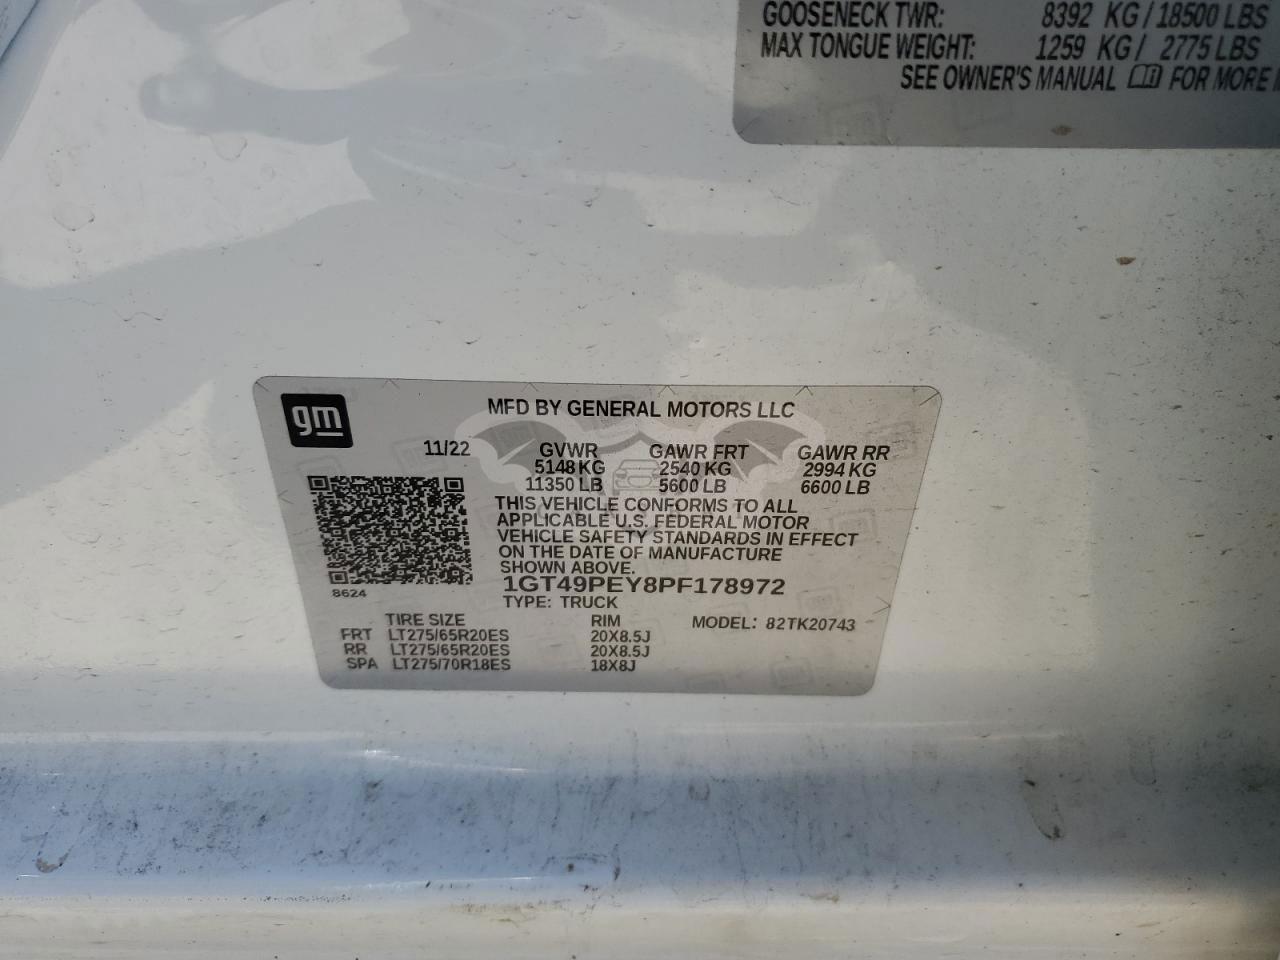 GOOSENECK TWR: 8392 KG / 18500 LBS
MAX TONGUE WEIGHT: 1259 KG / 2775 LBS
SEE OWNER'S MANUAL FOR MORE
gm
MFD BY GENERAL MOTORS LLC
11/22 GVWR GAWR FRT GAWR RR
5148 KG 2540 KG 2994 KG
11350 LB 5600 LB 6600 LB
THIS VEHICLE CONFORMS TO ALL
APPLICABLE U.S. FEDERAL MOTOR
VEHICLE SAFETY STANDARDS IN EFFECT
ON THE DATE OF MANUFACTURE
SHOWN ABOVE.
1GT49PEY8PF178972
8624
TYPE: TRUCK
TIRE SIZE RIM MODEL: 82TK20743
FRT LT275/65R20ES 20X8.5J
RR LT275/65R20ES 20X8.5J
SPA LT275/70R18ES 18X8J